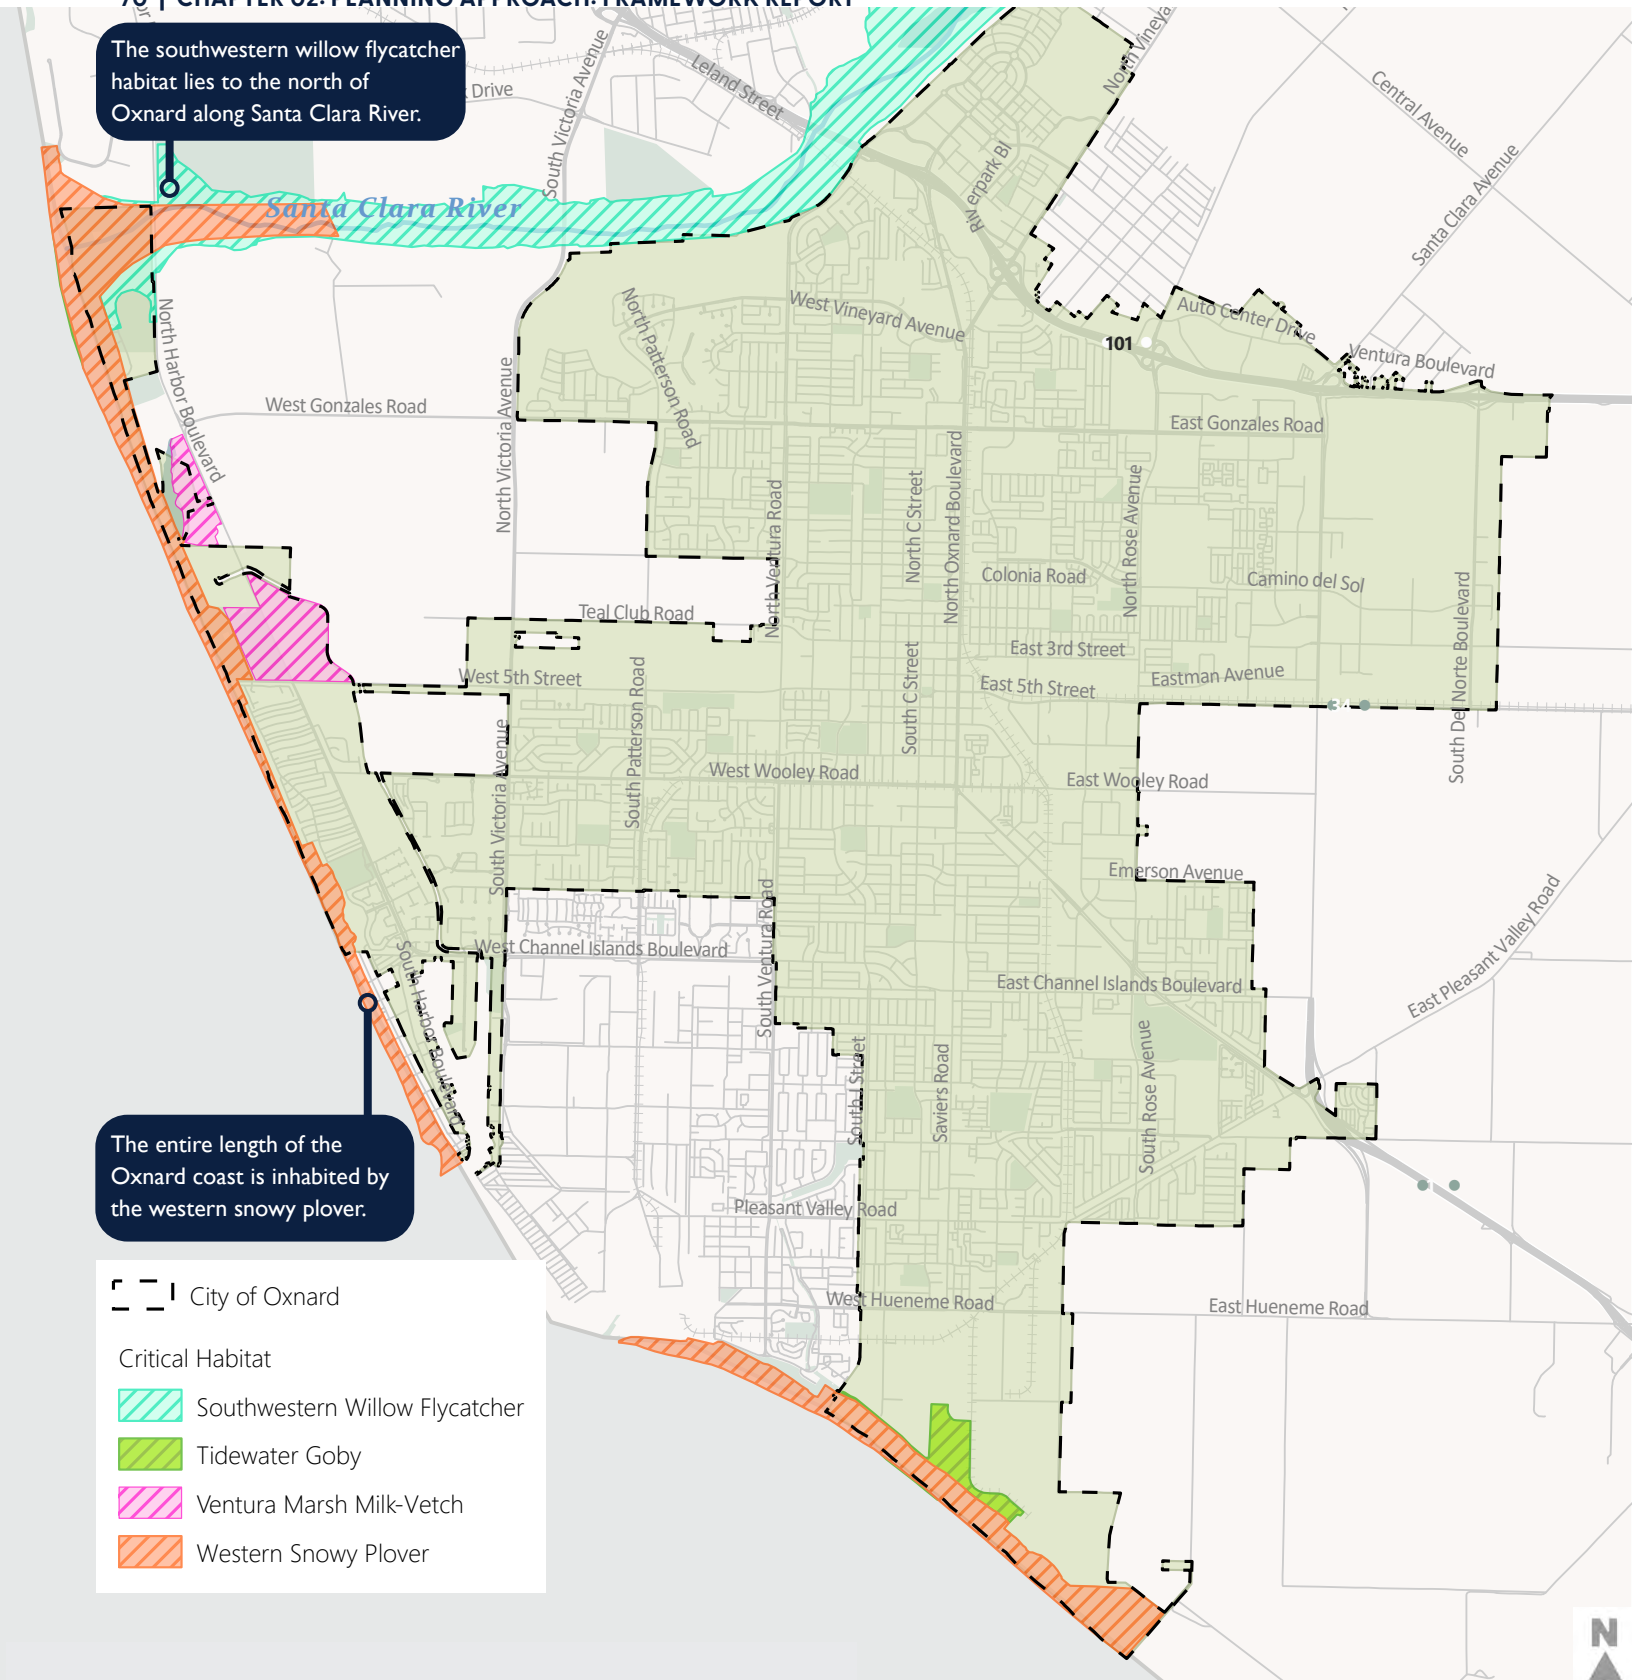 70 | CHAPTER 02: PLANNING APPROACH: FRAMEWORK REPORT
The southwestern willow flycatcher
habitat lies to the north of
Oxnard along Santa Clara River.
Drive
South Victoria Avenue
Leland Street
North Vineya
Central Avenue
Santa Clara Avenue
Riverpark Bl
Santa Clara River
North Harbor Boulevard
North Patterson Road
West Vineyard Avenue
Auto Center Drive
101
Ventura Boulevard
West Gonzales Road
North Victoria Avenue
East Gonzales Road
North Ventura Road
North C Street
North Oxnard Boulevard
North Rose Avenue
Colonia Road
Camino del Sol
Teal Club Road
East 3rd Street
West 5th Street
East 5th Street
Eastman Avenue
34
South Del Norte Boulevard
South C Street
South Patterson Road
South Victoria Avenue
West Wooley Road
East Wooley Road
Emerson Avenue
East Pleasant Valley Road
West Channel Islands Boulevard
South Ventura Road
East Channel Islands Boulevard
South Harbor Boulevard
South J Street
Saviers Road
South Rose Avenue
The entire length of the
Oxnard coast is inhabited by
the western snowy plover.
Pleasant Valley Road
West Hueneme Road
East Hueneme Road
City of Oxnard
Critical Habitat
Southwestern Willow Flycatcher
Tidewater Goby
Ventura Marsh Milk-Vetch
Western Snowy Plover
N